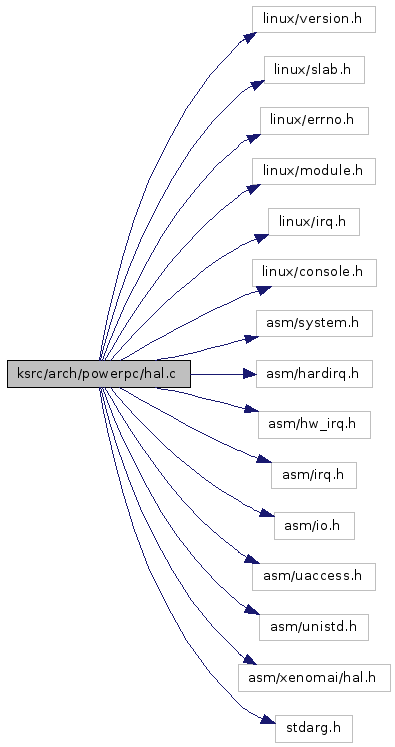 linux/version.h
linux/slab.h
linux/errno.h
linux/module.h
linux/irq.h
linux/console.h
asm/system.h
ksrc/arch/powerpc/hal.c
asm/hardirq.h
asm/hw_irq.h
asm/irq.h
asm/io.h
asm/uaccess.h
asm/unistd.h
asm/xenomai/hal.h
stdarg.h